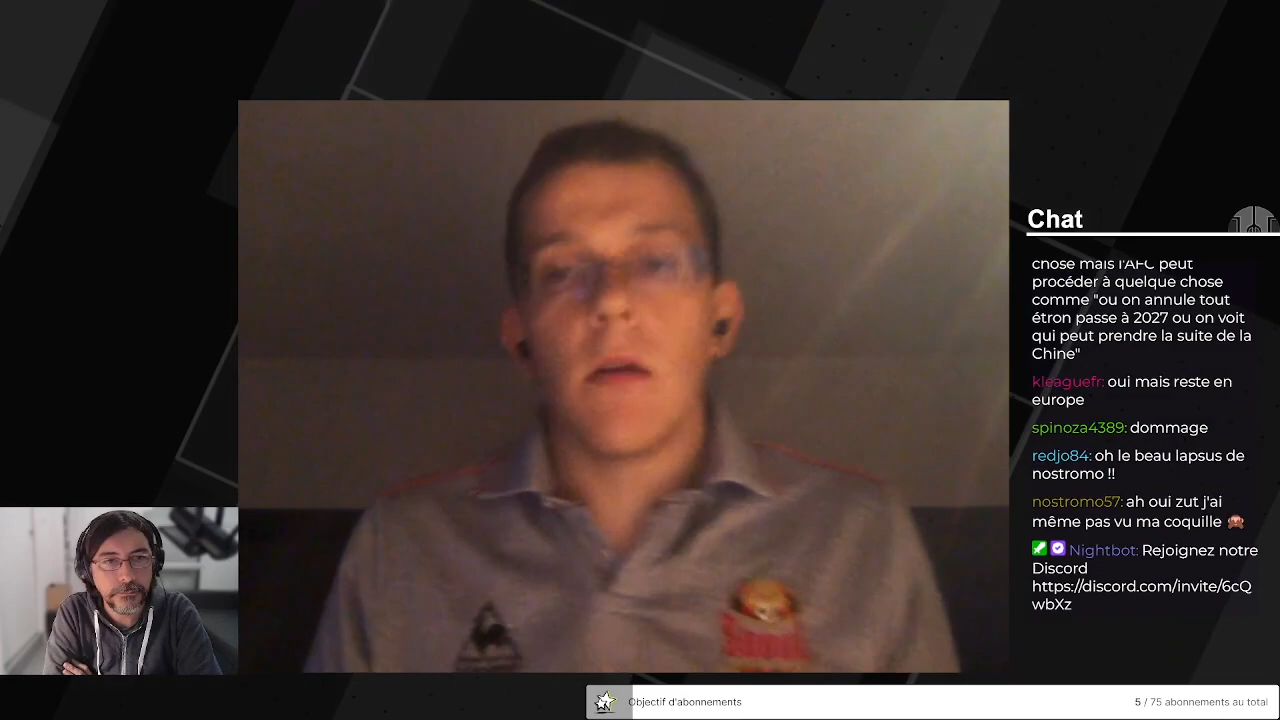 Chat
chose mais l'AFC peut
procéder à quelque chose
comme "ou on annule tout
étron passe à 2027 ou on voit
qui peut prendre la suite de la
Chine"
kleaguefr: oui mais reste en
europe
spinoza4389: dommage
redjo84: oh le beau lapsus de
nostromo !!
nostromo57: ah oui zut j'ai
même pas vu ma coquille 🙈
Nightbot: Rejoignez notre
Discord
https://discord.com/invite/6cQ
wbXz
Objectif d'abonnements
5 / 75 abonnements au total